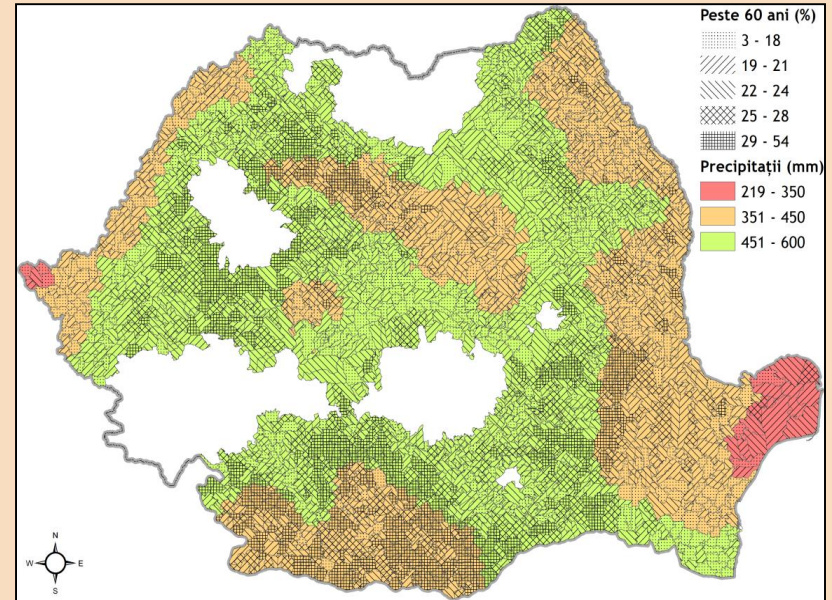 Peste 60 ani (%)
3 - 18
19 - 21
22 - 24
25 - 28
29 - 54
Precipitații (mm)
219 - 350
351 - 450
451 - 600
N
W E
S